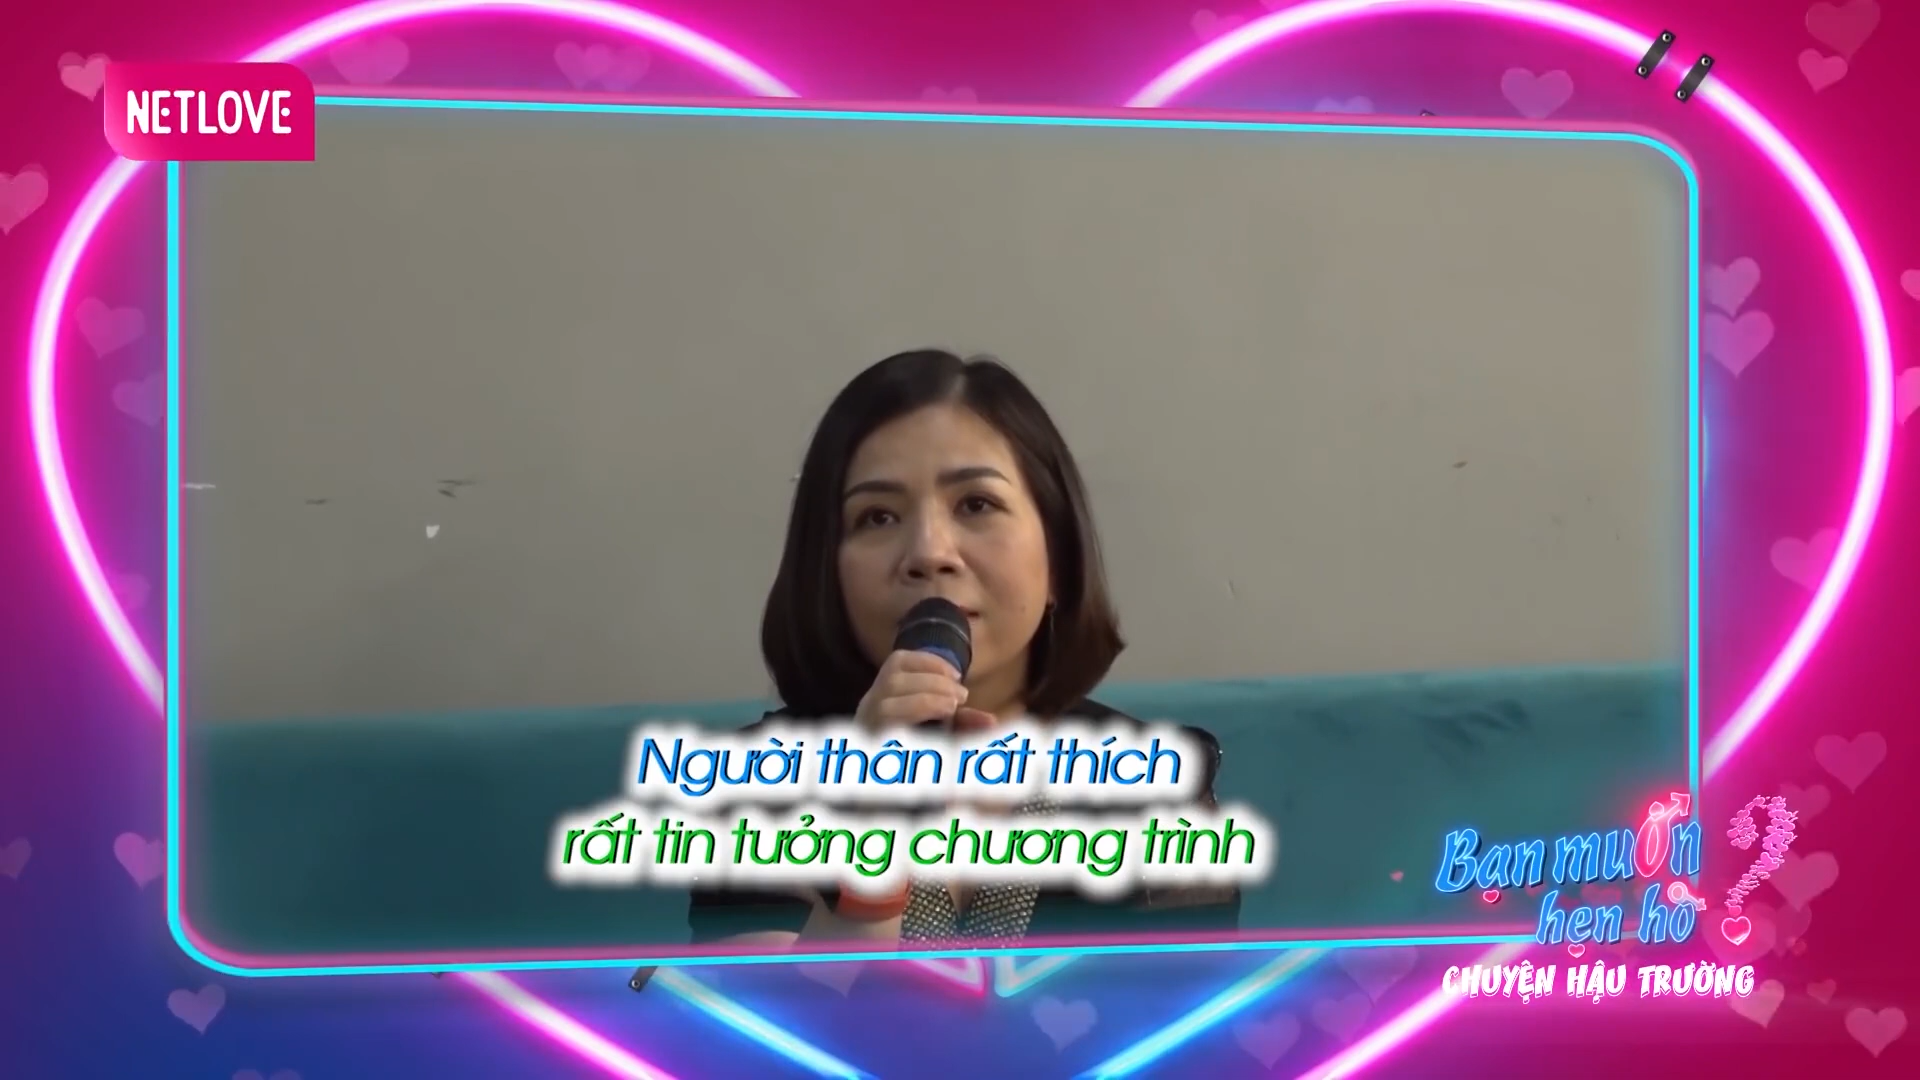 NETLOVE
Người thân rất thích
rất tin tưởng chương trình
Bạn muốn
hẹn hò ?
CHUYỆN HẬU TRƯỜNG